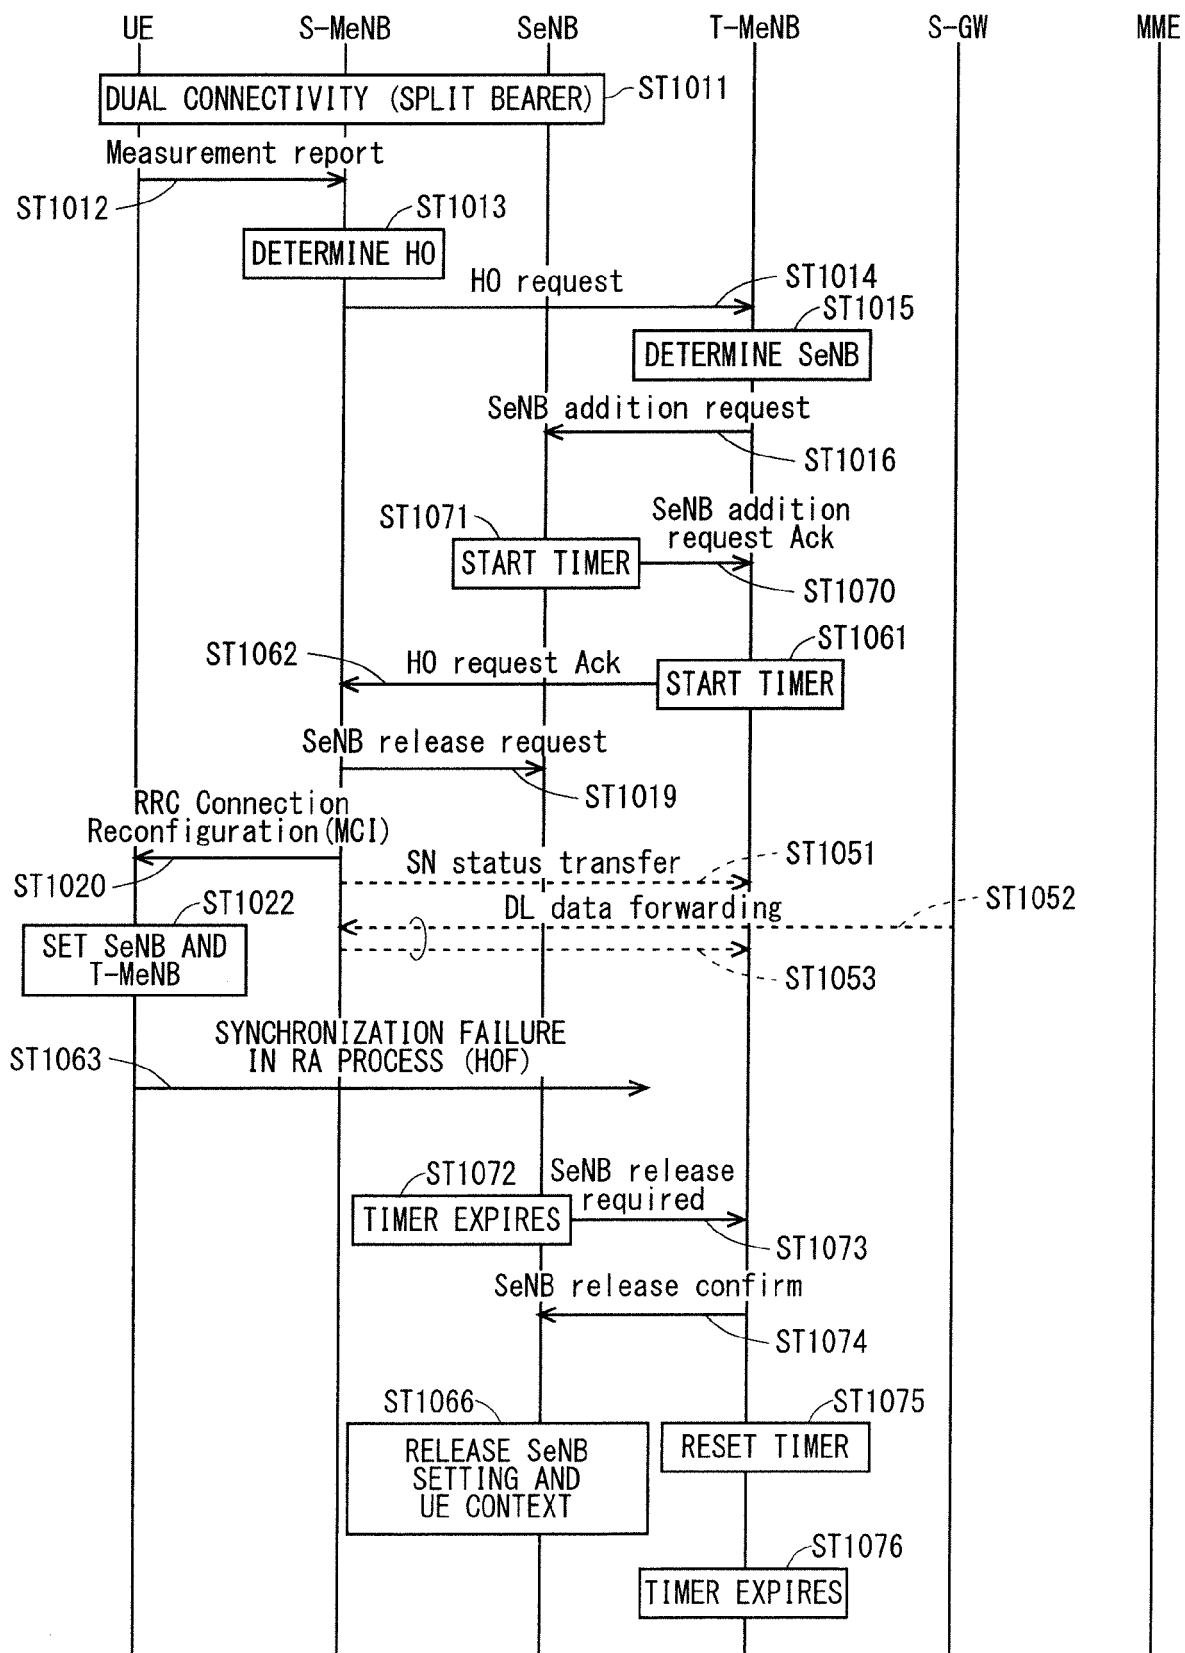 UE S-MeNB SeNB T-MeNB S-GW MME
DUAL CONNECTIVITY (SPLIT BEARER)
ST1011
Measurement report
ST1012
ST1013
DETERMINE HO
HO request
ST1014
ST1015
DETERMINE SeNB
SeNB addition request
ST1016
ST1071
START TIMER
SeNB addition
request Ack
ST1070
ST1061
ST1062
HO request Ack
START TIMER
SeNB release request
ST1019
RRC Connection
Reconfiguration(MCI)
ST1020
SN status transfer
ST1051
ST1022
DL data forwarding
ST1052
SET SeNB AND
T-MeNB
ST1053
SYNCHRONIZATION FAILURE
IN RA PROCESS (HOF)
ST1063
ST1072
TIMER EXPIRES
SeNB release
required
ST1073
SeNB release confirm
ST1074
ST1066
RELEASE SeNB
SETTING AND
UE CONTEXT
ST1075
RESET TIMER
ST1076
TIMER EXPIRES